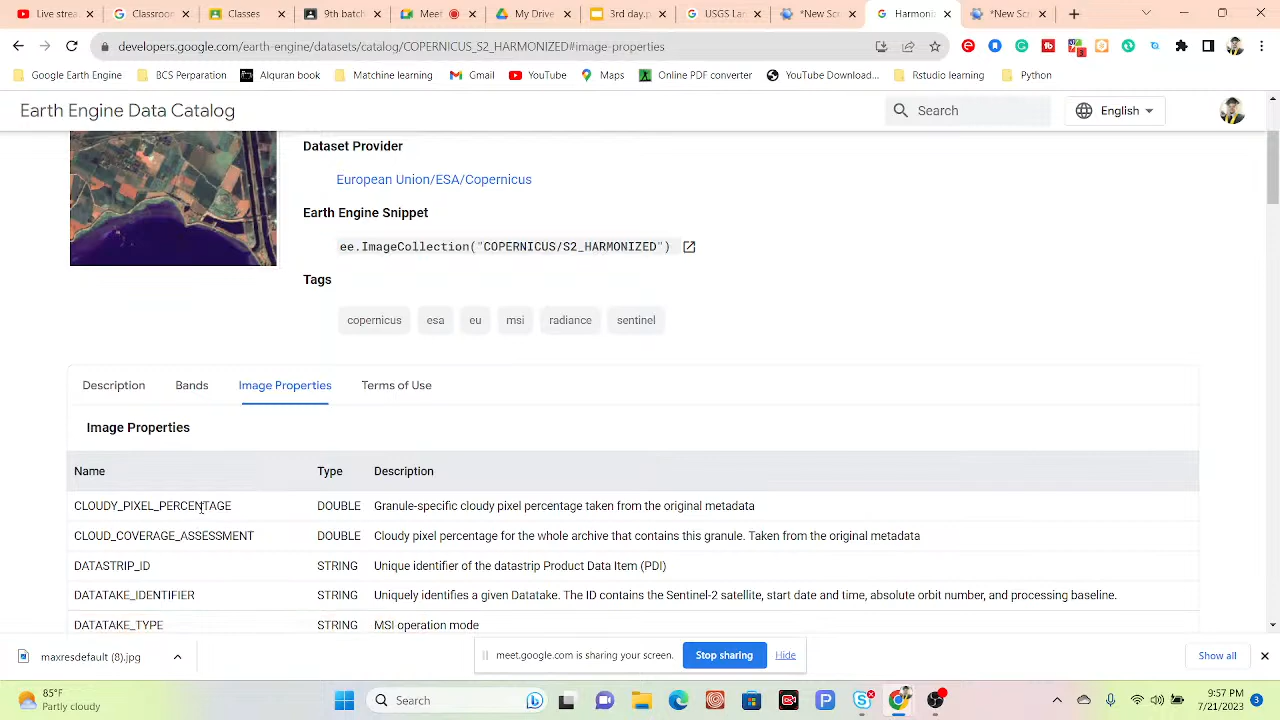 Cloudc
Google
Classes
9th batch
Meet
My Drive
3rd day.
USGS Lar
*New Sc
Harmoni
*New Sc
developers.google.com/earth-engine/datasets/catalog/COPERNICUS_S2_HARMONIZED#image-properties
Google Earth Engine
BCS Perparation
Alquran book
Matchine learning
Gmail
YouTube
Maps
Online PDF converter
YouTube Download...
Rstudio learning
Python
Earth Engine Data Catalog
Search
English
Dataset Provider
European Union/ESA/Copernicus
Earth Engine Snippet
ee.ImageCollection("COPERNICUS/S2_HARMONIZED")
Tags
copernicus esa eu msi radiance sentinel
Description Bands Image Properties Terms of Use
Image Properties
Name Type Description
CLOUDY_PIXEL_PERCENTAGE DOUBLE Granule-specific cloudy pixel percentage taken from the original metadata
CLOUD_COVERAGE_ASSESSMENT DOUBLE Cloudy pixel percentage for the whole archive that contains this granule. Taken from the original metadata
DATASTRIP_ID STRING Unique identifier of the datastrip Product Data Item (PDI)
DATATAKE_IDENTIFIER STRING Uniquely identifies a given Datatake. The ID contains the Sentinel-2 satellite, start date and time, absolute orbit number, and processing baseline.
DATATAKE_TYPE STRING MSI operation mode
maxresdefault (8).jpg
meet.google.com is sharing your screen.
Stop sharing
Hide
Show all
85°F
Partly cloudy
Search
9:57 PM
7/21/2023
3